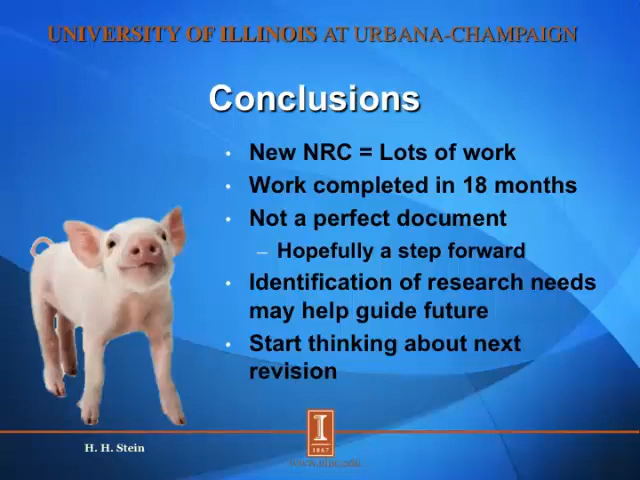 UNIVERSITY OF ILLINOIS AT URBANA-CHAMPAIGN
Conclusions
• New NRC = Lots of work
• Work completed in 18 months
• Not a perfect document
– Hopefully a step forward
• Identification of research needs
may help guide future
• Start thinking about next
revision
I
1867
H. H. Stein